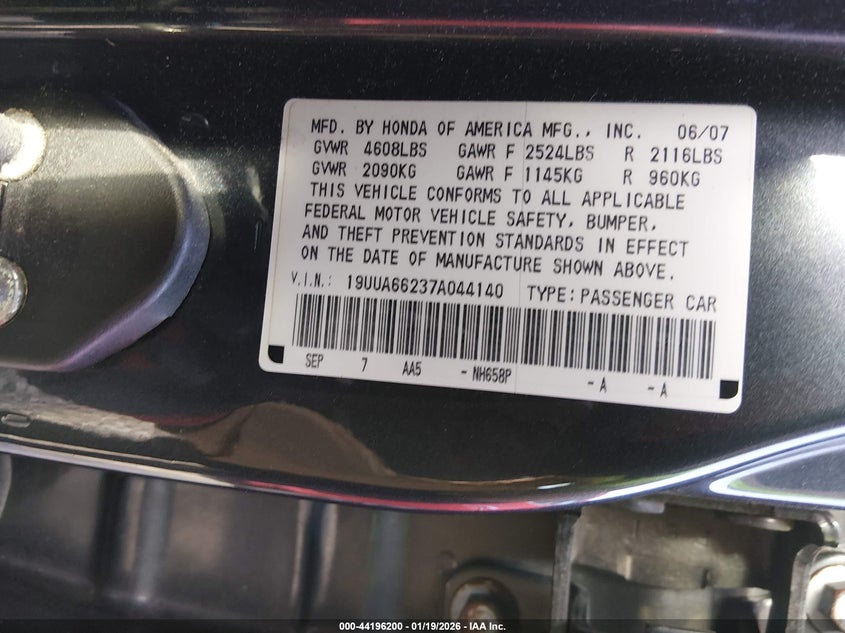 MFD. BY HONDA OF AMERICA MFG., INC. 06/07
GVWR 4608LBS GAWR F 2524LBS R 2116LBS
GVWR 2090KG GAWR F 1145KG R 960KG
THIS VEHICLE CONFORMS TO ALL APPLICABLE
FEDERAL MOTOR VEHICLE SAFETY, BUMPER,
AND THEFT PREVENTION STANDARDS IN EFFECT
ON THE DATE OF MANUFACTURE SHOWN ABOVE.
V.I.N.: 19UUA66237A044140 TYPE: PASSENGER CAR
SEP 7 AA5 - NH658P - A - A
000-44196200 - 01/19/2026 - IAA Inc.